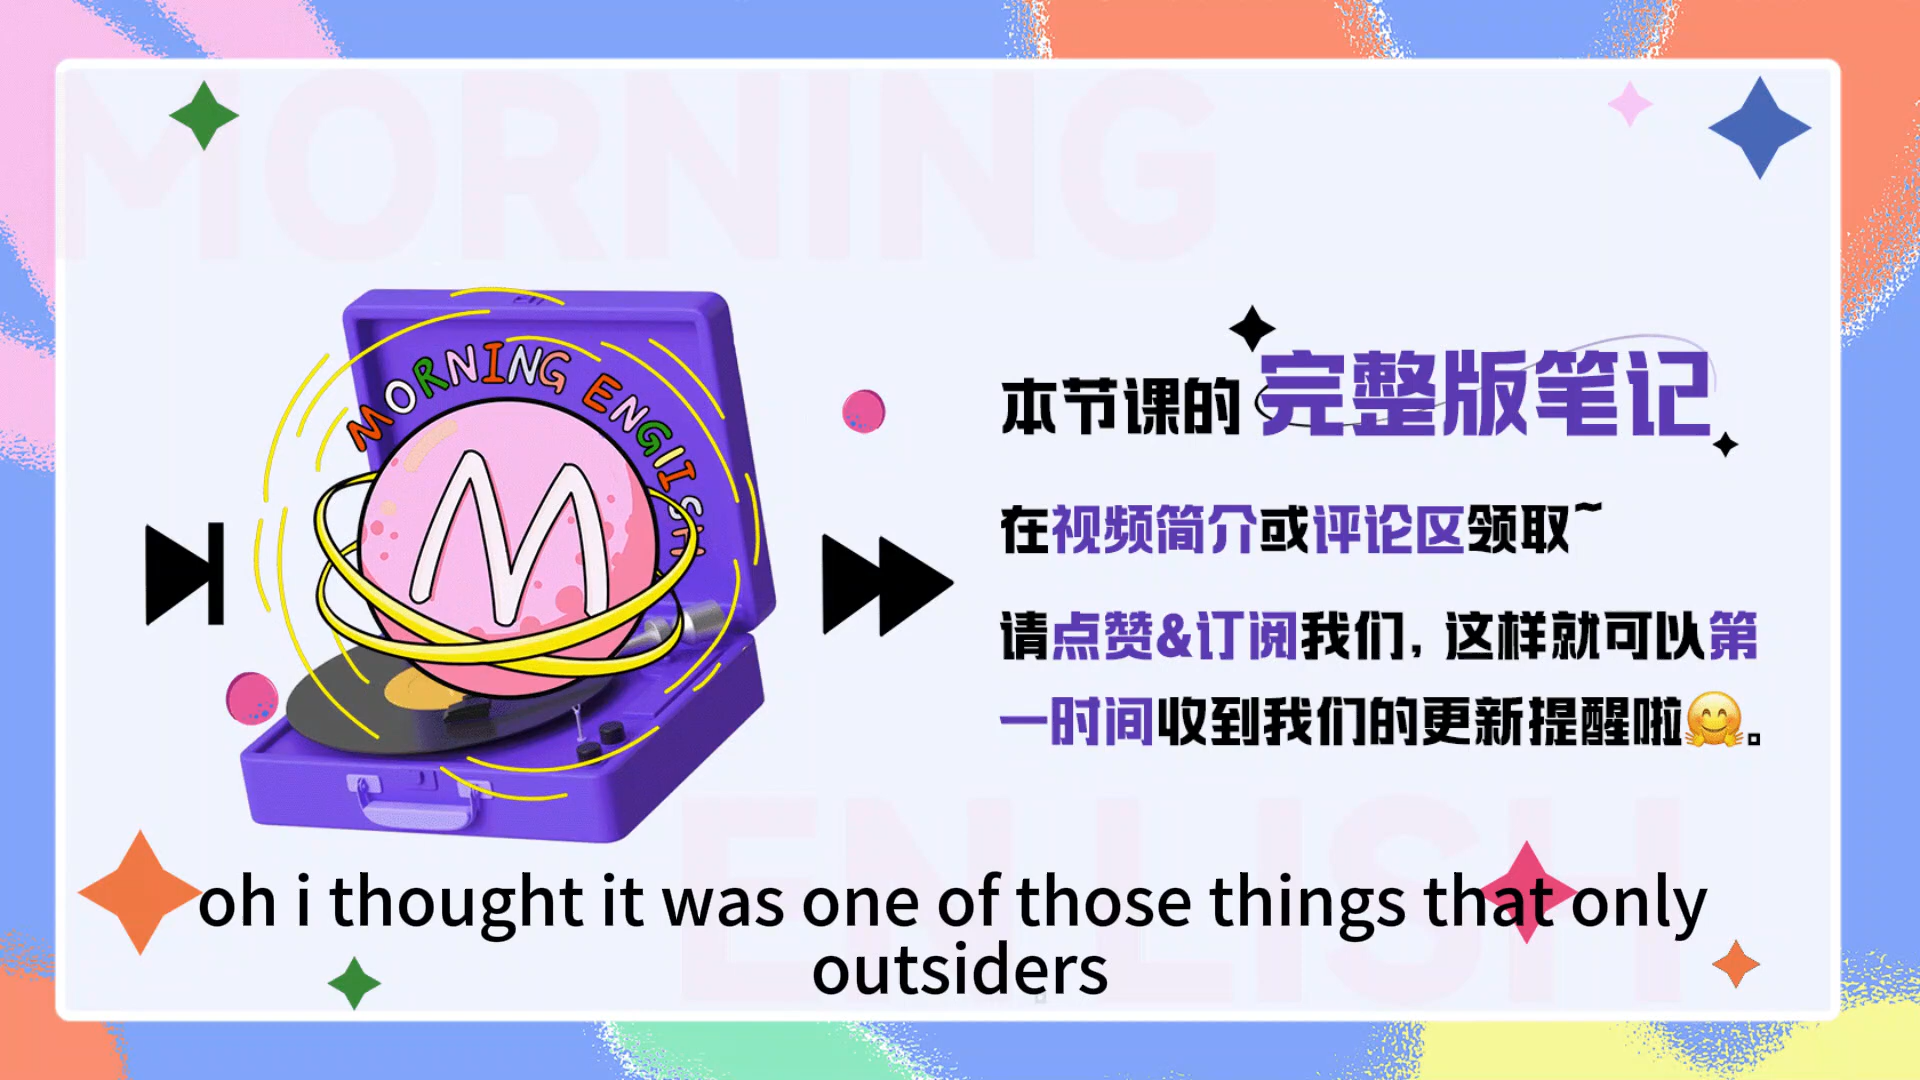 MORNING
MORNING ENGLISH
M
本节课的 完整版笔记
在视频简介或评论区领取~
请点赞&订阅我们，这样就可以第
一时间收到我们的更新提醒啦🤗。
oh i thought it was one of those things that only
outsiders